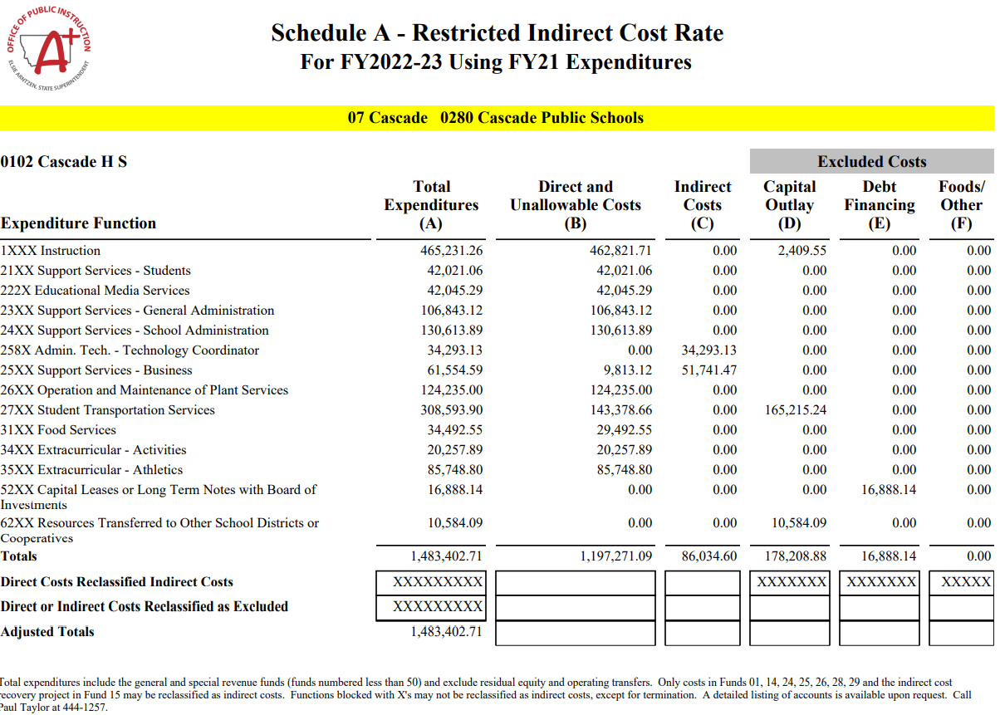 OFFICE OF PUBLIC INSTRUCTION
A+
ELSIE ARNTZEN, STATE SUPERINTENDENT
Schedule A - Restricted Indirect Cost Rate
For FY2022-23 Using FY21 Expenditures
07 Cascade 0280 Cascade Public Schools
0102 Cascade H S Excluded Costs
Total Direct and Indirect Capital Debt Foods/
Expenditures Unallowable Costs Costs Outlay Financing Other
Expenditure Function (A) (B) (C) (D) (E) (F)
1XXX Instruction 465,231.26 462,821.71 0.00 2,409.55 0.00 0.00
21XX Support Services - Students 42,021.06 42,021.06 0.00 0.00 0.00 0.00
222X Educational Media Services 42,045.29 42,045.29 0.00 0.00 0.00 0.00
23XX Support Services - General Administration 106,843.12 106,843.12 0.00 0.00 0.00 0.00
24XX Support Services - School Administration 130,613.89 130,613.89 0.00 0.00 0.00 0.00
258X Admin. Tech. - Technology Coordinator 34,293.13 0.00 34,293.13 0.00 0.00 0.00
25XX Support Services - Business 61,554.59 9,813.12 51,741.47 0.00 0.00 0.00
26XX Operation and Maintenance of Plant Services 124,235.00 124,235.00 0.00 0.00 0.00 0.00
27XX Student Transportation Services 308,593.90 143,378.66 0.00 165,215.24 0.00 0.00
31XX Food Services 34,492.55 29,492.55 0.00 0.00 0.00 0.00
34XX Extracurricular - Activities 20,257.89 20,257.89 0.00 0.00 0.00 0.00
35XX Extracurricular - Athletics 85,748.80 85,748.80 0.00 0.00 0.00 0.00
52XX Capital Leases or Long Term Notes with Board of 16,888.14 0.00 0.00 0.00 16,888.14 0.00
Investments
62XX Resources Transferred to Other School Districts or 10,584.09 0.00 0.00 10,584.09 0.00 0.00
Cooperatives
Totals 1,483,402.71 1,197,271.09 86,034.60 178,208.88 16,888.14 0.00
Direct Costs Reclassified Indirect Costs XXXXXXXXX XXXXXXX XXXXXXX XXXXX
Direct or Indirect Costs Reclassified as Excluded XXXXXXXXX
Adjusted Totals 1,483,402.71
Total expenditures include the general and special revenue funds (funds numbered less than 50) and exclude residual equity and operating transfers. Only costs in Funds 01, 14, 24, 25, 26, 28, 29 and the indirect cost
recovery project in Fund 15 may be reclassified as indirect costs. Functions blocked with X's may not be reclassified as indirect costs, except for termination. A detailed listing of accounts is available upon request. Call
Paul Taylor at 444-1257.